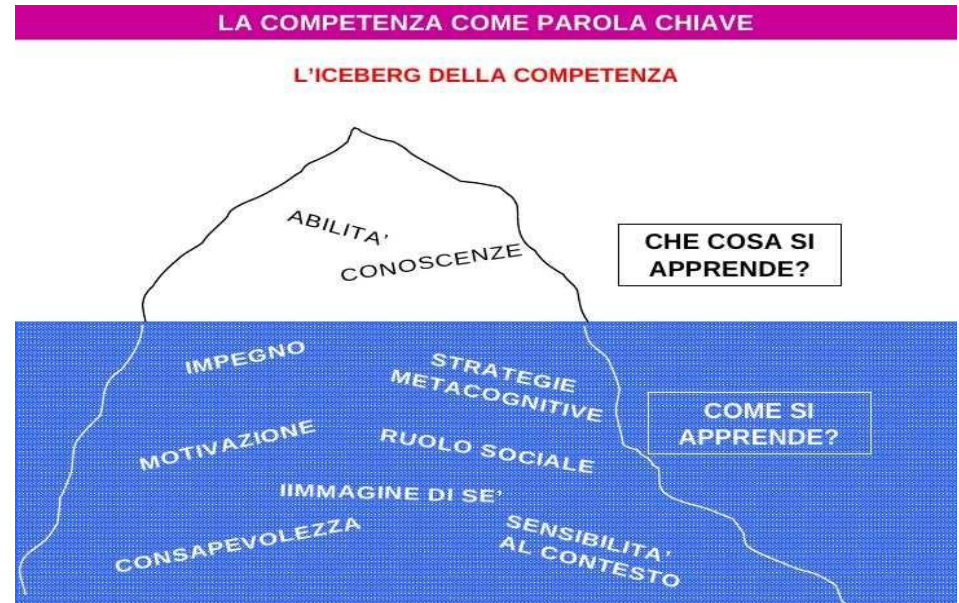 LA COMPETENZA COME PAROLA CHIAVE
L'ICEBERG DELLA COMPETENZA
ABILITA'
CONOSCENZE
CHE COSA SI
APPRENDE?
IMPEGNO
STRATEGIE
METACOGNITIVE
COME SI
APPRENDE?
MOTIVAZIONE
RUOLO SOCIALE
IIMMAGINE DI SE'
CONSAPEVOLEZZA
SENSIBILITA'
AL CONTESTO